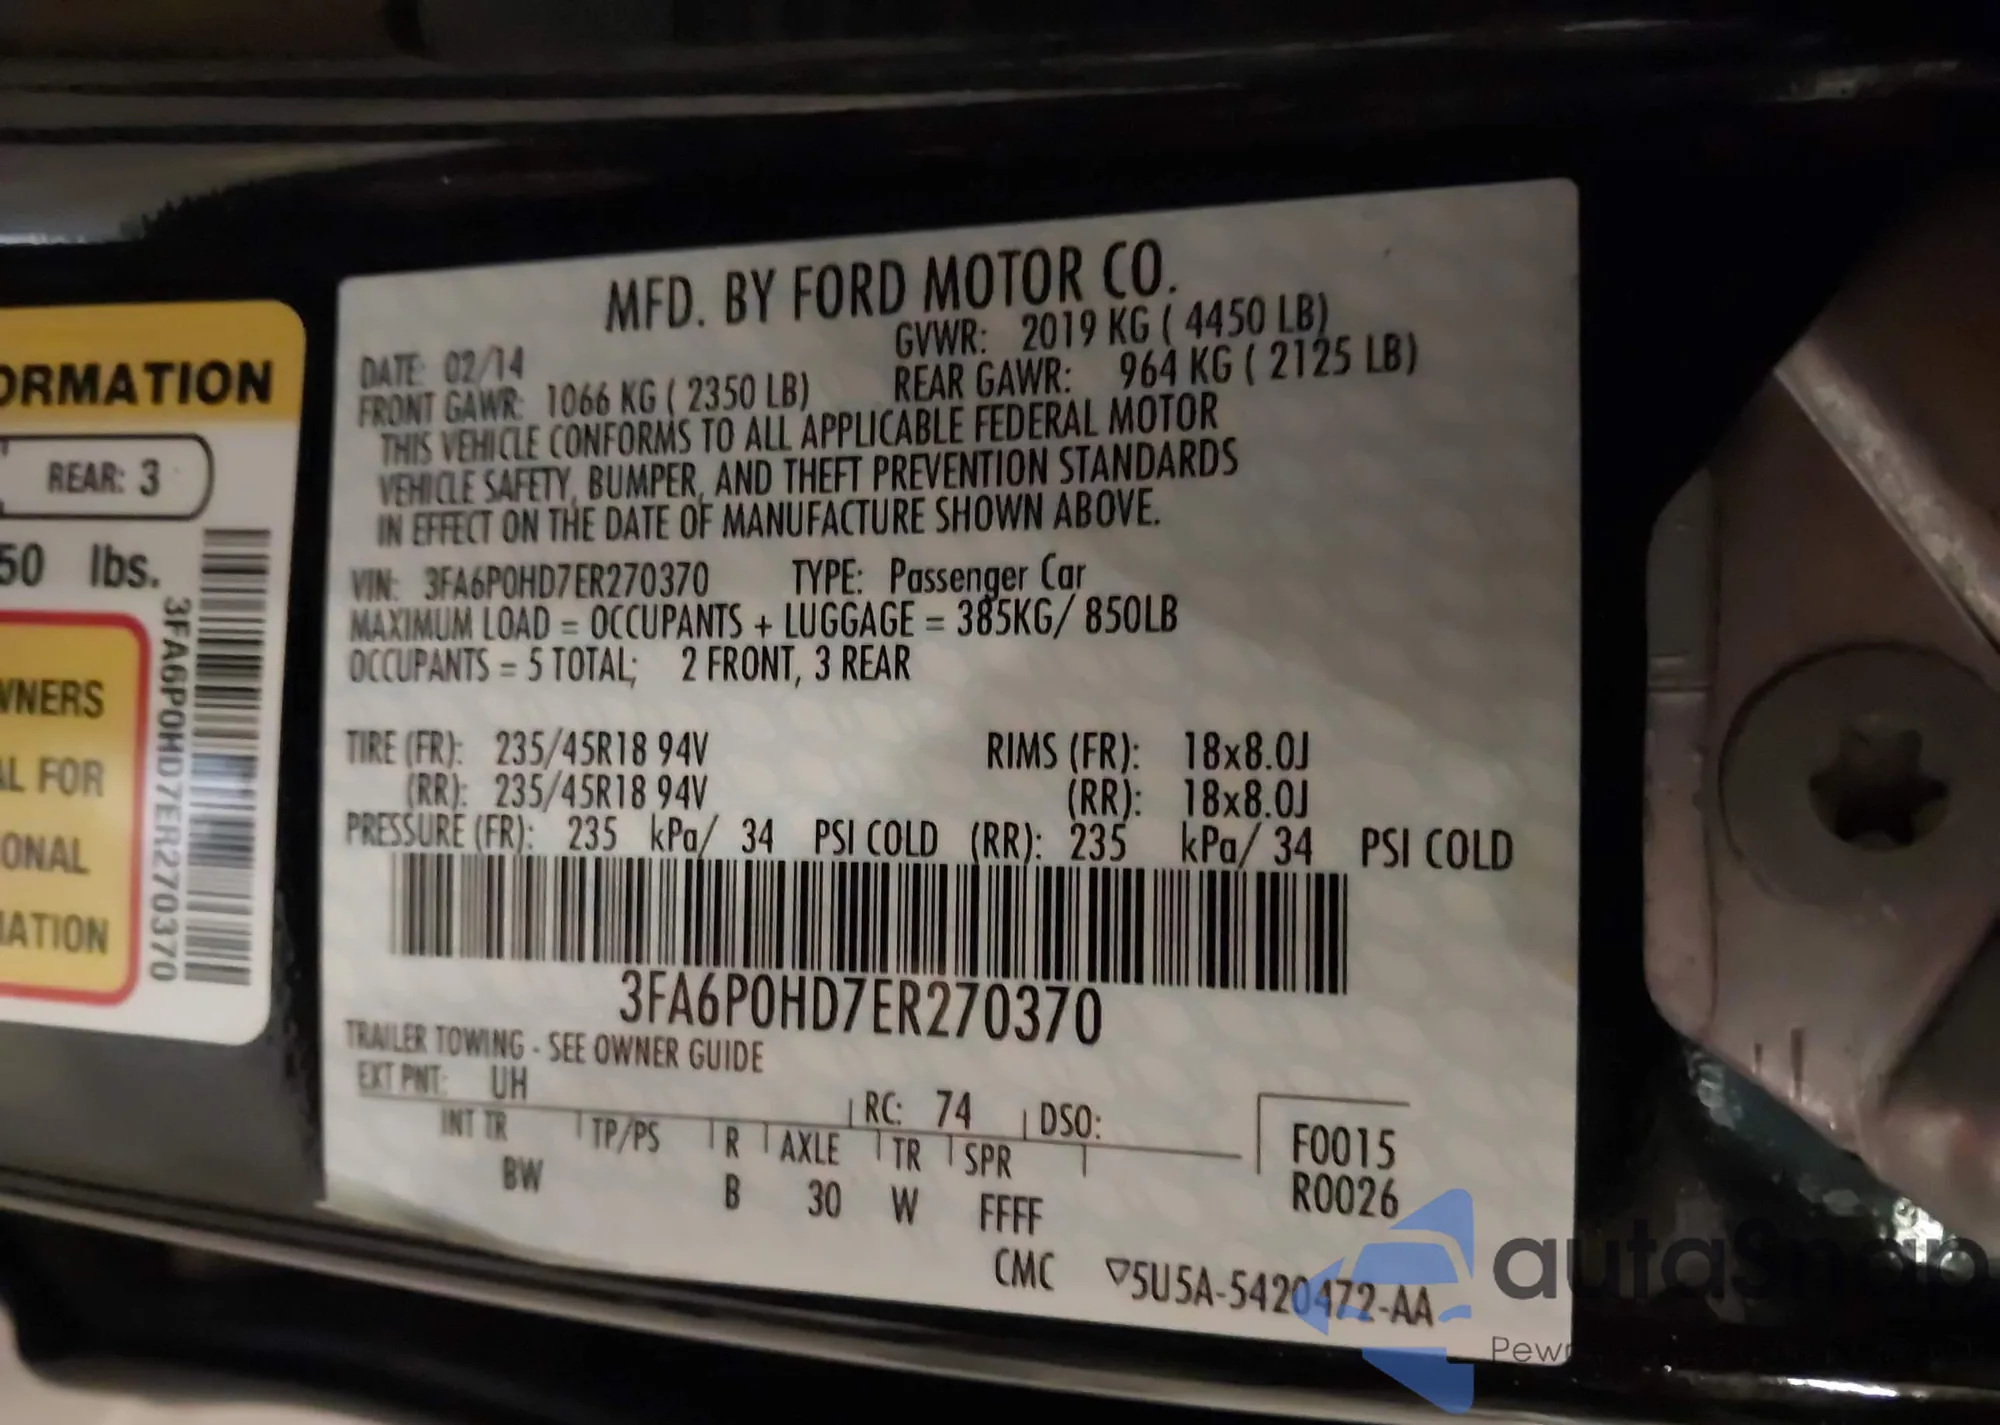 ORMATION
REAR: 3
50 lbs.
3FA6P0HD7ER270370
WNERS
AL FOR
ONAL
MATION
MFD. BY FORD MOTOR CO.
DATE: 02/14 GVWR: 2019 KG ( 4450 LB)
FRONT GAWR: 1066 KG ( 2350 LB) REAR GAWR: 964 KG ( 2125 LB)
THIS VEHICLE CONFORMS TO ALL APPLICABLE FEDERAL MOTOR
VEHICLE SAFETY, BUMPER, AND THEFT PREVENTION STANDARDS
IN EFFECT ON THE DATE OF MANUFACTURE SHOWN ABOVE.
VIN: 3FA6P0HD7ER270370 TYPE: Passenger Car
MAXIMUM LOAD = OCCUPANTS + LUGGAGE = 385KG/ 850LB
OCCUPANTS = 5 TOTAL; 2 FRONT, 3 REAR
TIRE (FR): 235/45R18 94V RIMS (FR): 18x8.0J
(RR): 235/45R18 94V (RR): 18x8.0J
PRESSURE (FR): 235 kPa/ 34 PSI COLD (RR): 235 kPa/ 34 PSI COLD
3FA6P0HD7ER270370
TRAILER TOWING - SEE OWNER GUIDE
EXT PNT: UH RC: 74 DSO:
INT TR TP/PS R AXLE TR SPR
BW B 30 W FFFF
F0015
R0026
CMC ▽5U5A-5420472-AA
autaSnap